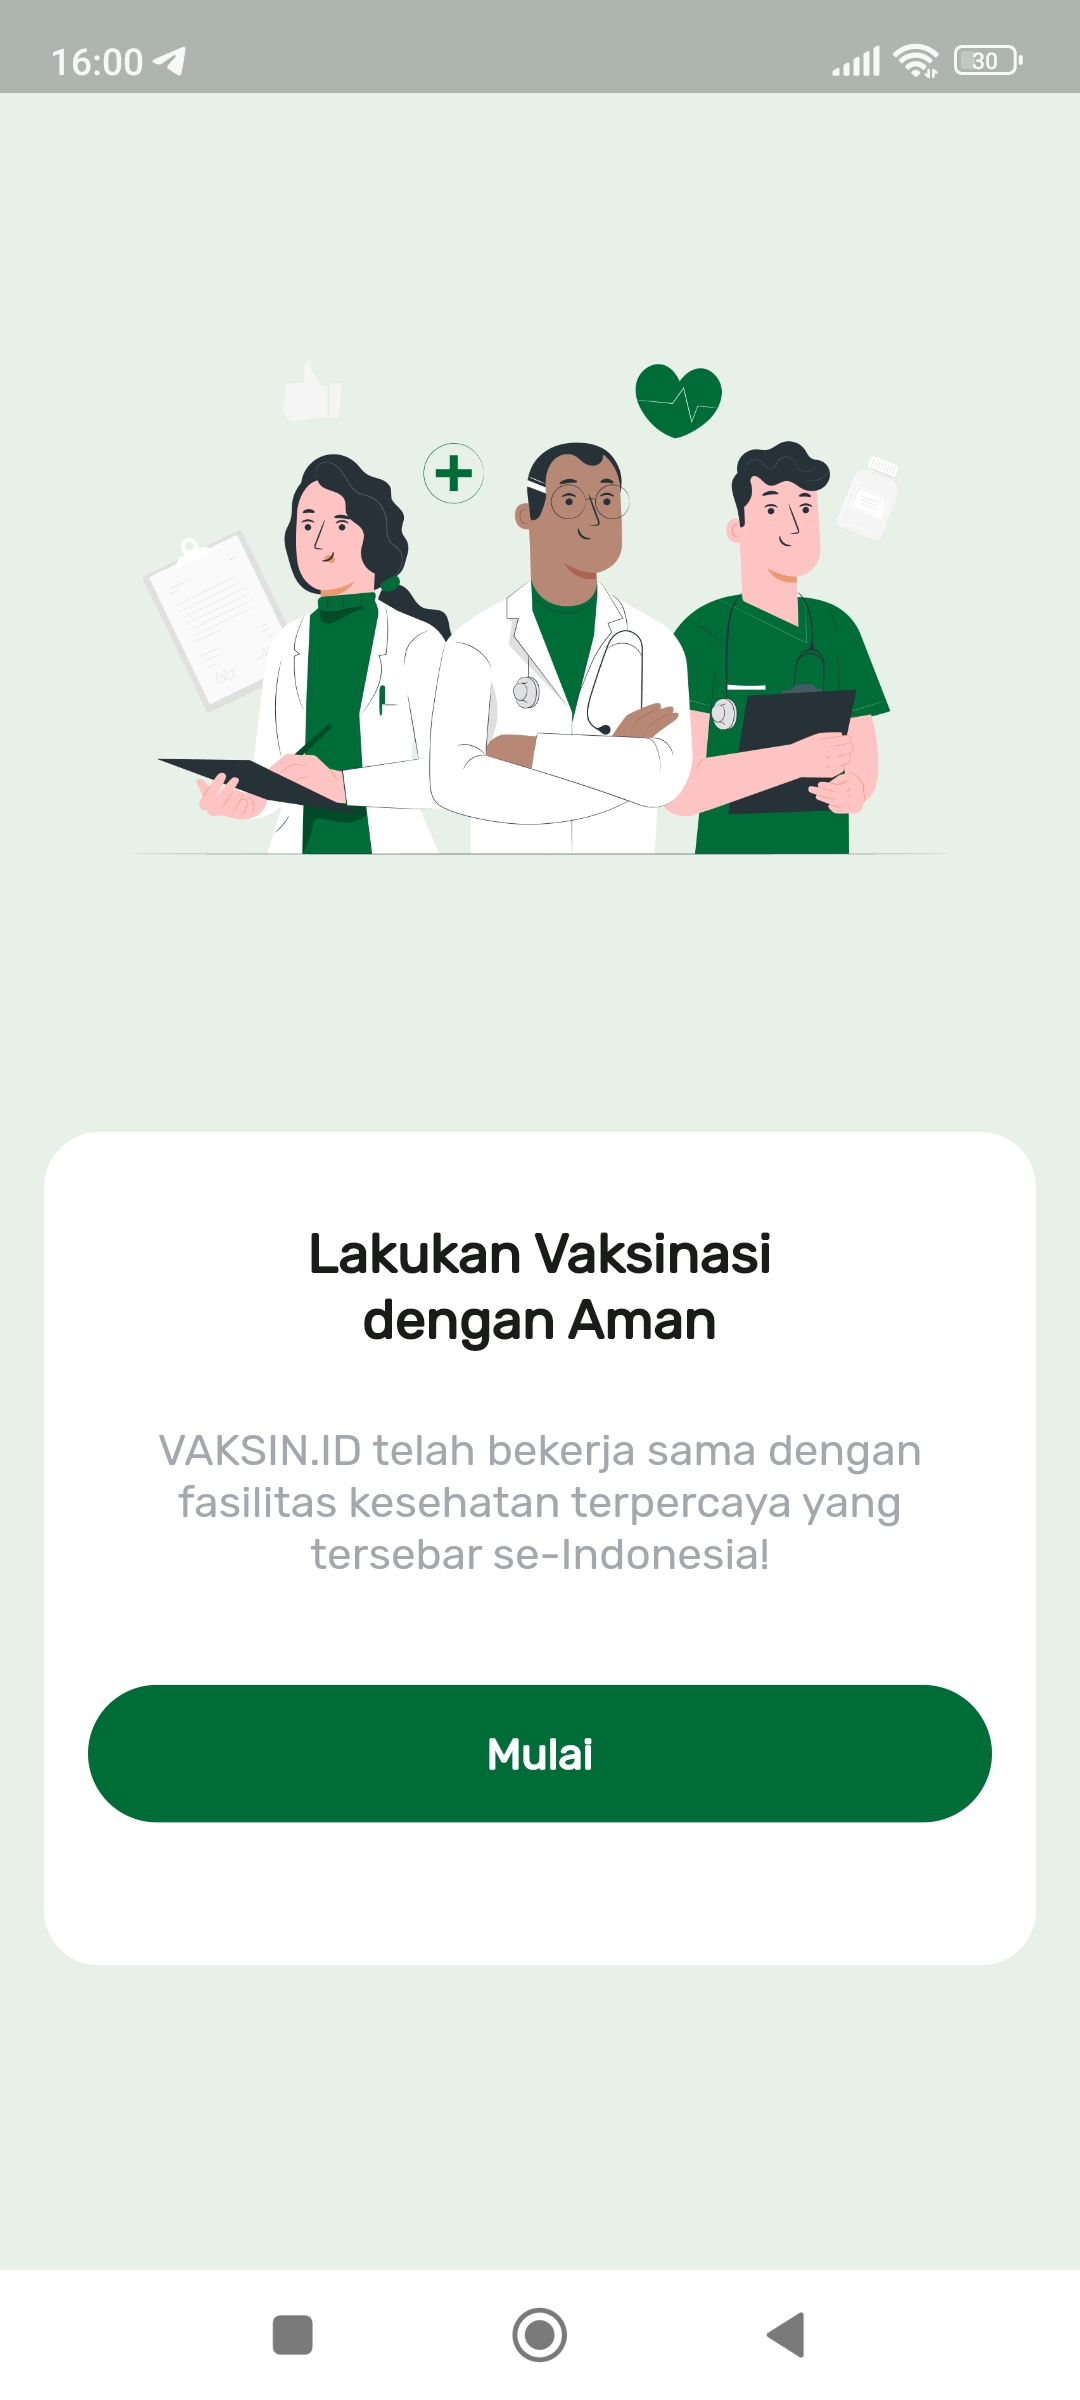 16:00
30
Lakukan Vaksinasi
dengan Aman
VAKSIN.ID telah bekerja sama dengan
fasilitas kesehatan terpercaya yang
tersebar se-Indonesia!
Mulai